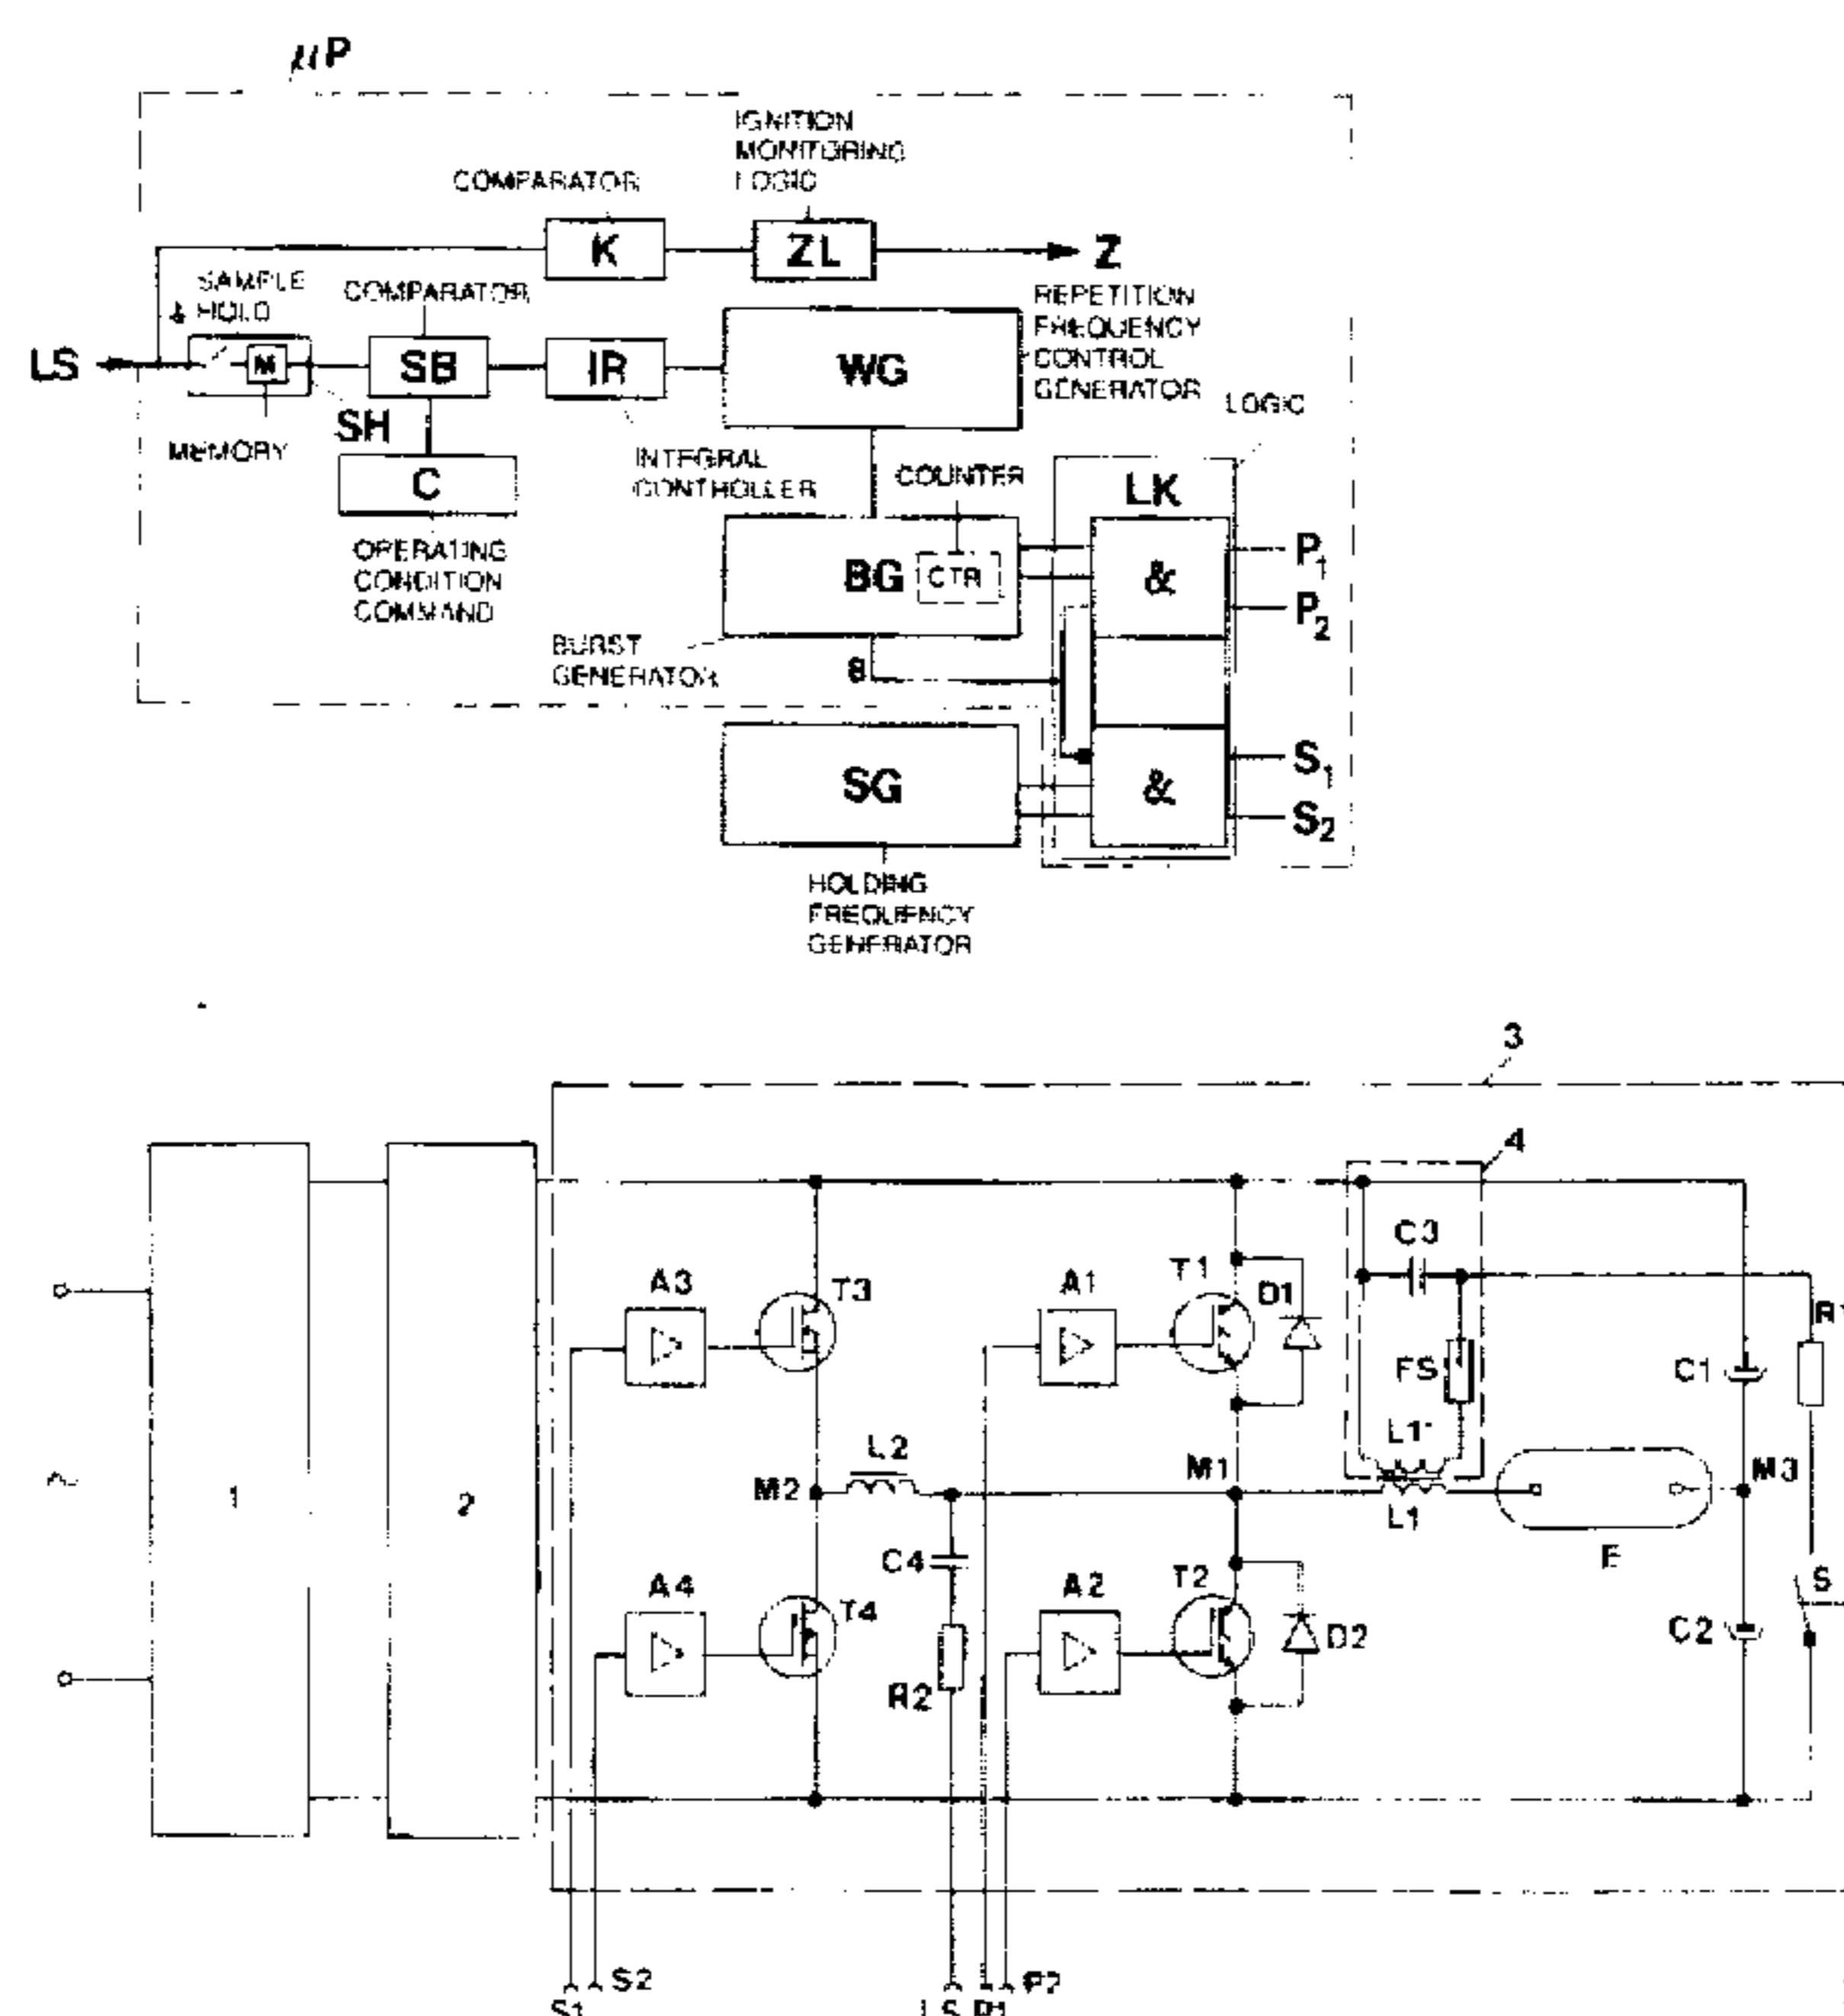 µP
IGNITION
MONITORING
LOGIC
COMPARATOR
K
ZL
Z
SAMPLE
& HOLD
COMPARATOR
REPETITION
FREQUENCY
CONTROL
GENERATOR
LS
M
SB
IR
WG
LOGIC
SH
MEMORY
C
INTEGRAL
CONTROLLER
COUNTER
LK
OPERATING
CONDITION
COMMAND
BG
CTR
&
P1
P2
BURST
GENERATOR
B
SG
&
S1
S2
HOLDING
FREQUENCY
GENERATOR
3
4
C3
A3
T3
A1
T1
D1
R1
FS
C1
L1'
L2
M2
M1
M3
~
1
2
L1
E
C4
A4
T4
A2
T2
S
D2
C2
R2
S2
P2
S1
LS
P1